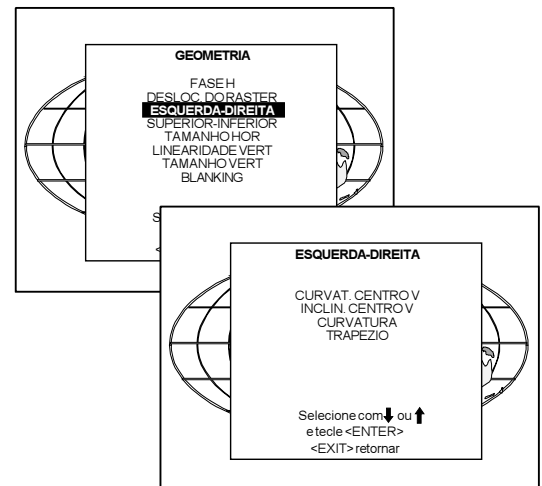 GEOMETRIA
FASE H
DESLOC. DO RASTER
ESQUERDA-DIREITA
SUPERIOR-INFERIOR
TAMANHO HOR
LINEARIDADE VERT
TAMANHO VERT
BLANKING
S
<
ESQUERDA-DIREITA
CURVAT. CENTRO V
INCLIN. CENTRO V
CURVATURA
TRAPEZIO
Selecione com ↓ ou ↑
e tecle <ENTER>
<EXIT> retornar